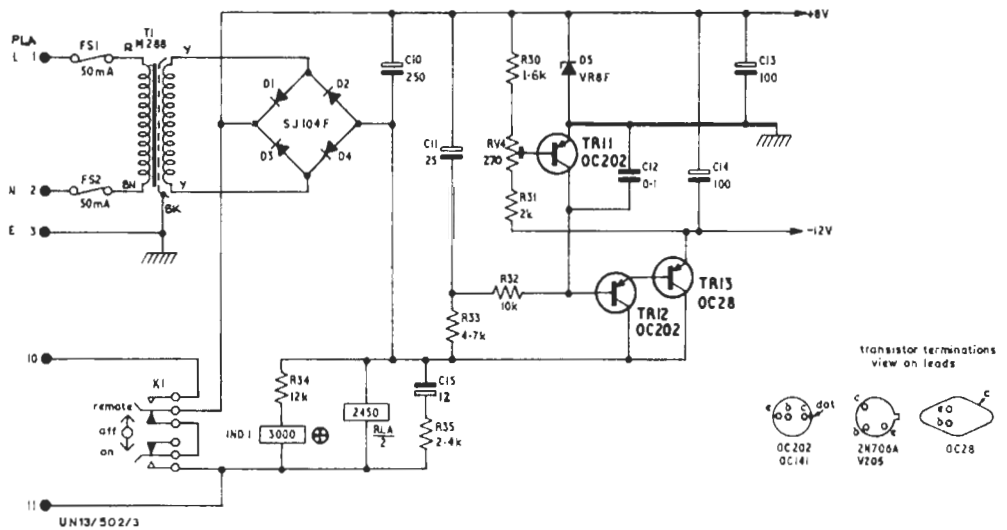 PLA
L 1
FS1
50mA
R
T1
M288
Y
D1
D2
SJ104F
D3
D4
C10
250
C11
25
R30
1·6k
D5
VR8F
RV4
270
TR11
OC202
R31
2k
C12
0·1
C13
100
C14
100
+8V
-12V
N 2
FS2
50mA
BN
Y
BK
E 3
R32
10k
TR12
OC202
TR13
OC28
R33
4·7k
10
K1
remote
off
on
R34
12k
IND1
3000
2450
RLA
2
C15
12
R35
2·4k
11
UN13/502/3
transistor terminations
view on leads
e
b
c
dot
OC202
OC141
c
b
e
2N706A
V205
e
b
c
OC28